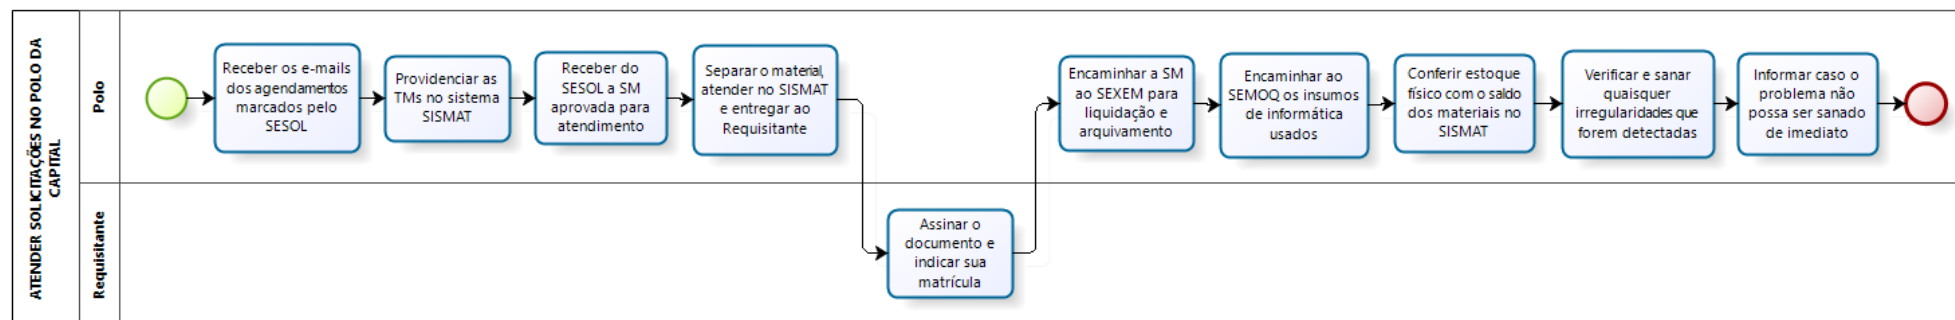 ATENDER SOLICITAÇÕES NO POLO DA
CAPITAL
Polo
Receber os e-mails
dos agendamentos
marcados pelo
SESOL
Providenciar as
TMs no sistema
SISMAT
Receber do
SESOL a SM
aprovada para
atendimento
Separar o material,
atender no SISMAT
e entregar ao
Requisitante
Encaminhar a SM
ao SEXEM para
liquidação e
arquivamento
Encaminhar ao
SEMOQ os insumos
de informática
usados
Conferir estoque
físico com o saldo
dos materiais no
SISMAT
Verificar e sanar
quaisquer
irregularidades que
forem detectadas
Informar caso o
problema não
possa ser sanado
de imediato
Requisitante
Assinar o
documento e
indicar sua
matrícula